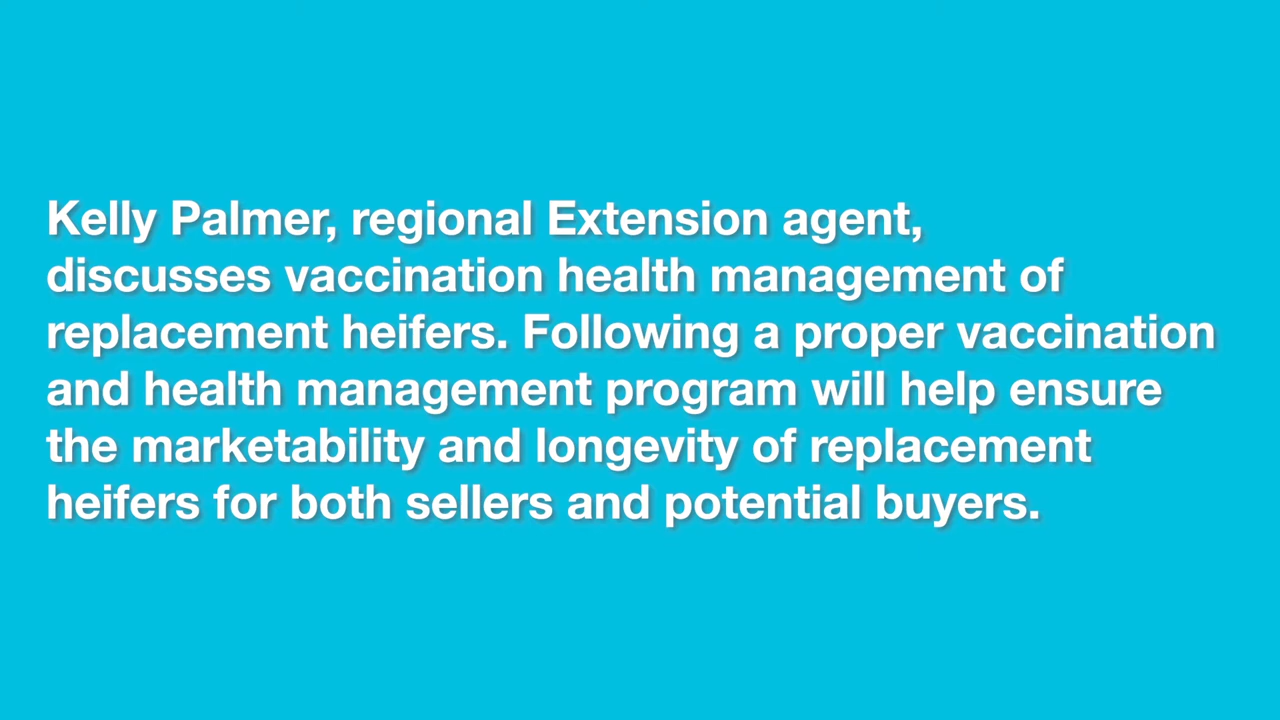 Kelly Palmer, regional Extension agent,
discusses vaccination health management of
replacement heifers. Following a proper vaccination
and health management program will help ensure
the marketability and longevity of replacement
heifers for both sellers and potential buyers.